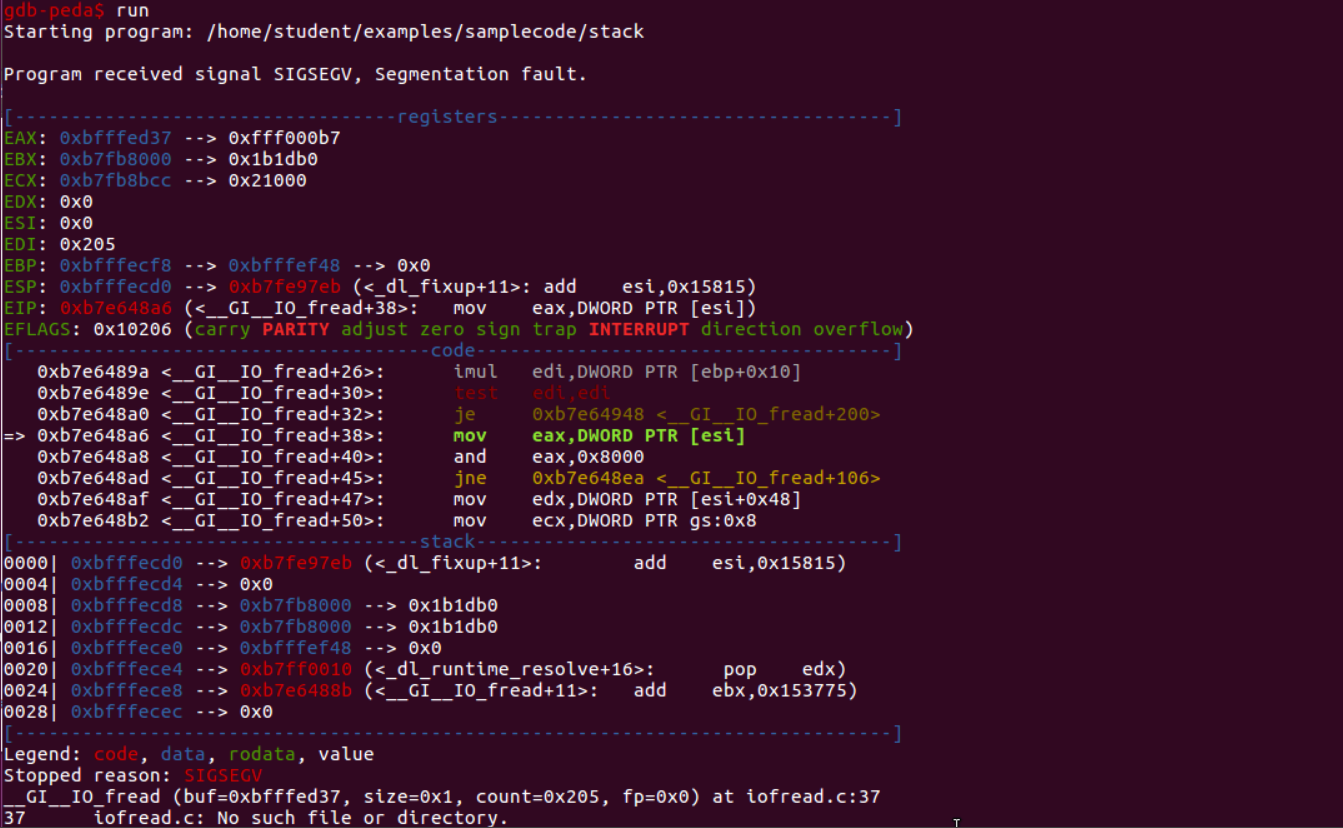 gdb-peda$ run
Starting program: /home/student/examples/samplecode/stack
Program received signal SIGSEGV, Segmentation fault.
[----------------------------------registers-----------------------------------]
EAX: 0xbfffed37 --> 0xfff000b7
EBX: 0xb7fb8000 --> 0x1b1db0
ECX: 0xb7fb8bcc --> 0x21000
EDX: 0x0
ESI: 0x0
EDI: 0x205
EBP: 0xbfffecf8 --> 0xbfffef48 --> 0x0
ESP: 0xbfffecd0 --> 0xb7fe97eb (<_dl_fixup+11>: add    esi,0x15815)
EIP: 0xb7e648a6 (<__GI__IO_fread+38>:   mov    eax,DWORD PTR [esi])
EFLAGS: 0x10206 (carry PARITY adjust zero sign trap INTERRUPT direction overflow)
[-------------------------------------code-------------------------------------]
   0xb7e6489a <__GI__IO_fread+26>:      imul   edi,DWORD PTR [ebp+0x10]
   0xb7e6489e <__GI__IO_fread+30>:      test   edi,edi
   0xb7e648a0 <__GI__IO_fread+32>:      je     0xb7e64948 <__GI__IO_fread+200>
=> 0xb7e648a6 <__GI__IO_fread+38>:      mov    eax,DWORD PTR [esi]
   0xb7e648a8 <__GI__IO_fread+40>:      and    eax,0x8000
   0xb7e648ad <__GI__IO_fread+45>:      jne    0xb7e648ea <__GI__IO_fread+106>
   0xb7e648af <__GI__IO_fread+47>:      mov    edx,DWORD PTR [esi+0x48]
   0xb7e648b2 <__GI__IO_fread+50>:      mov    ecx,DWORD PTR gs:0x8
[------------------------------------stack-------------------------------------]
0000| 0xbfffecd0 --> 0xb7fe97eb (<_dl_fixup+11>:        add    esi,0x15815)
0004| 0xbfffecd4 --> 0x0
0008| 0xbfffecd8 --> 0xb7fb8000 --> 0x1b1db0
0012| 0xbfffecdc --> 0xb7fb8000 --> 0x1b1db0
0016| 0xbfffece0 --> 0xbfffef48 --> 0x0
0020| 0xbfffece4 --> 0xb7ff0010 (<_dl_runtime_resolve+16>:      pop    edx)
0024| 0xbfffece8 --> 0xb7e6488b (<__GI__IO_fread+11>:   add    ebx,0x153775)
0028| 0xbfffecec --> 0x0
[------------------------------------------------------------------------------]
Legend: code, data, rodata, value
Stopped reason: SIGSEGV
__GI__IO_fread (buf=0xbfffed37, size=0x1, count=0x205, fp=0x0) at iofread.c:37
37      iofread.c: No such file or directory.